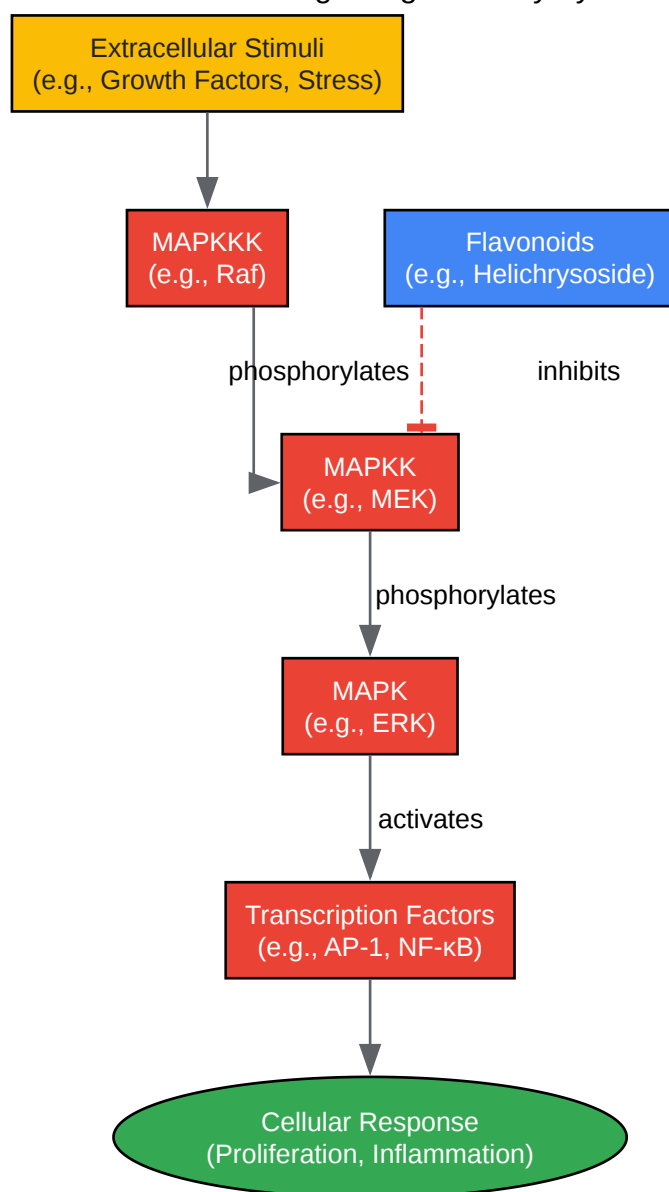 Extracellular Stimuli
(e.g., Growth Factors, Stress)
MAPKKK
(e.g., Raf)
Flavonoids
(e.g., Helichrysoside)
phosphorylates
inhibits
MAPKK
(e.g., MEK)
phosphorylates
MAPK
(e.g., ERK)
activates
Transcription Factors
(e.g., AP-1, NF-κB)
Cellular Response
(Proliferation, Inflammation)